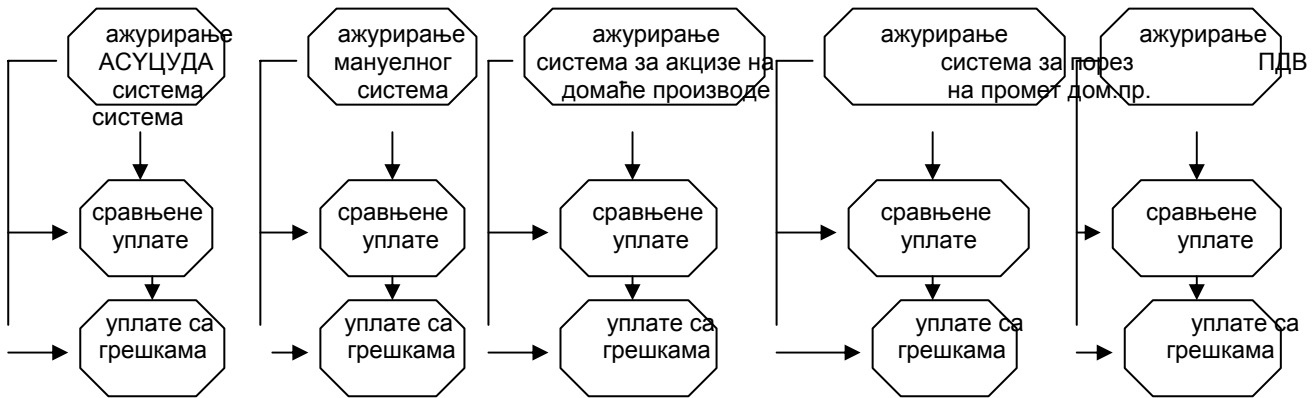 ажурирање
АСYЦУДА
система
система
ажурирање
мануелног
система
ажурирање
система за акцизе на
домаће производе
ажурирање
система за порез
на промет дом.пр.
ажурирање
ПДВ
сравњене
уплате
сравњене
уплате
сравњене
уплате
сравњене
уплате
сравњене
уплате
уплате са
грешкама
уплате са
грешкама
уплате са
грешкама
уплате са
грешкама
уплате са
грешкама